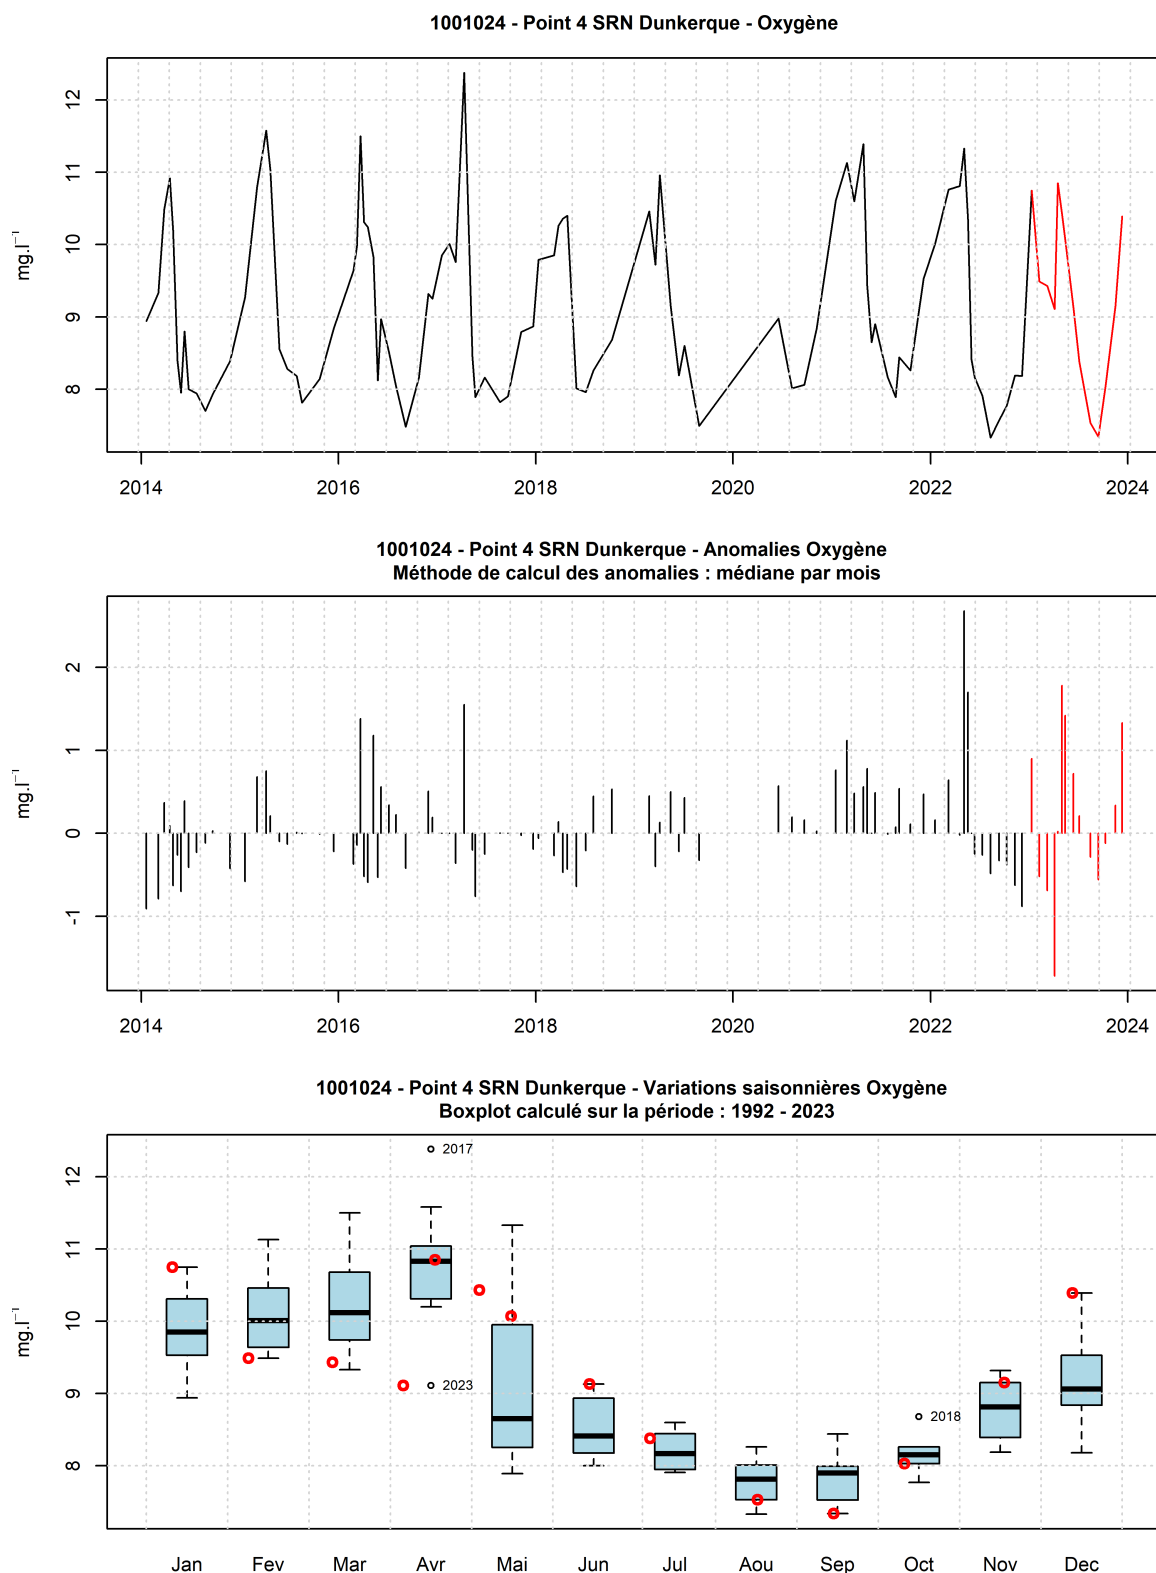 1001024 - Point 4 SRN Dunkerque - Oxygène
12
11
10
9
8
mg.l⁻¹
2014 2016 2018 2020 2022 2024
1001024 - Point 4 SRN Dunkerque - Anomalies Oxygène
Méthode de calcul des anomalies : médiane par mois
2
1
0
-1
mg.l⁻¹
2014 2016 2018 2020 2022 2024
1001024 - Point 4 SRN Dunkerque - Variations saisonnières Oxygène
Boxplot calculé sur la période : 1992 - 2023
2017
12
11
10
9
8
mg.l⁻¹
2023
2018
Jan Fev Mar Avr Mai Jun Jul Aou Sep Oct Nov Dec